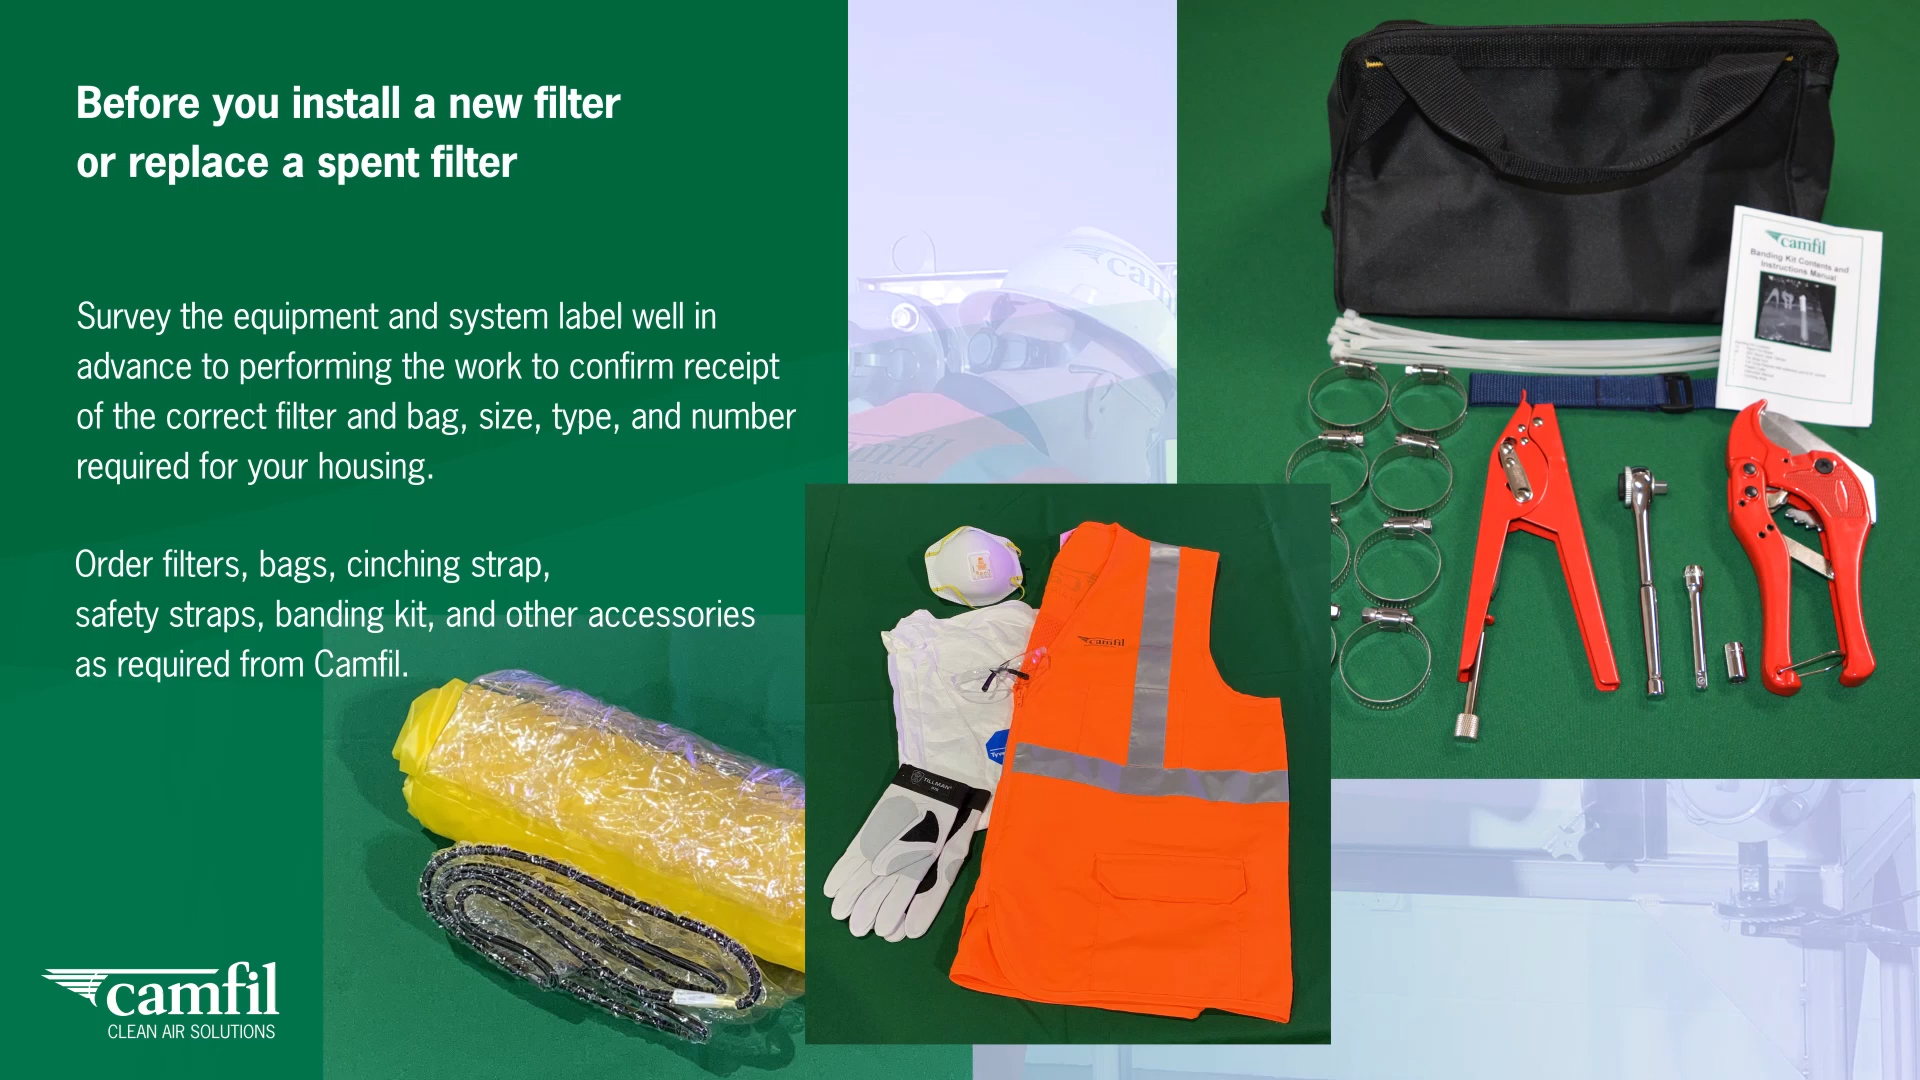 Before you install a new filter
or replace a spent filter
Survey the equipment and system label well in
advance to performing the work to confirm receipt
of the correct filter and bag, size, type, and number
required for your housing.
Order filters, bags, cinching strap,
safety straps, banding kit, and other accessories
as required from Camfil.
camfil
CLEAN AIR SOLUTIONS
cam
camfil
Banding Kit Contents and
Instructions Manual
camfil
TILLMAN